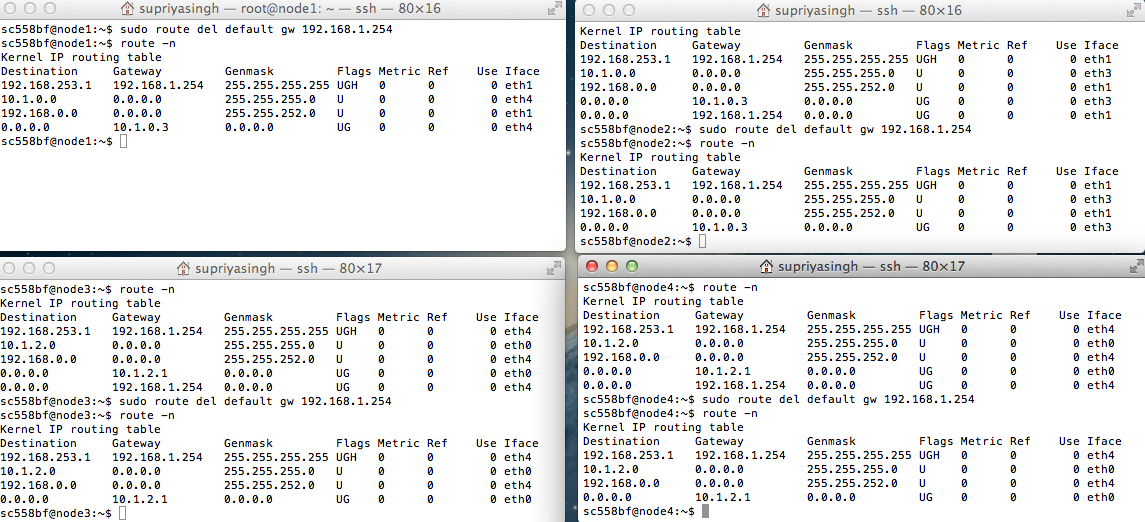 supriyasingh — root@node1: ~ — ssh — 80×16
sc558bf@node1:~$ sudo route del default gw 192.168.1.254
sc558bf@node1:~$ route -n
Kernel IP routing table
Destination Gateway Genmask Flags Metric Ref Use Iface
192.168.253.1 192.168.1.254 255.255.255.255 UGH 0 0 0 eth1
10.1.0.0 0.0.0.0 255.255.255.0 U 0 0 0 eth4
192.168.0.0 0.0.0.0 255.255.252.0 U 0 0 0 eth1
0.0.0.0 10.1.0.3 0.0.0.0 UG 0 0 0 eth4
sc558bf@node1:~$
supriyasingh — ssh — 80×16
Kernel IP routing table
Destination Gateway Genmask Flags Metric Ref Use Iface
192.168.253.1 192.168.1.254 255.255.255.255 UGH 0 0 0 eth1
10.1.0.0 0.0.0.0 255.255.255.0 U 0 0 0 eth3
192.168.0.0 0.0.0.0 255.255.252.0 U 0 0 0 eth1
0.0.0.0 10.1.0.3 0.0.0.0 UG 0 0 0 eth3
0.0.0.0 192.168.1.254 0.0.0.0 UG 0 0 0 eth1
sc558bf@node2:~$ sudo route del default gw 192.168.1.254
sc558bf@node2:~$ route -n
Kernel IP routing table
Destination Gateway Genmask Flags Metric Ref Use Iface
192.168.253.1 192.168.1.254 255.255.255.255 UGH 0 0 0 eth1
10.1.0.0 0.0.0.0 255.255.255.0 U 0 0 0 eth3
192.168.0.0 0.0.0.0 255.255.252.0 U 0 0 0 eth1
0.0.0.0 10.1.0.3 0.0.0.0 UG 0 0 0 eth3
sc558bf@node2:~$
supriyasingh — ssh — 80×17
sc558bf@node3:~$ route -n
Kernel IP routing table
Destination Gateway Genmask Flags Metric Ref Use Iface
192.168.253.1 192.168.1.254 255.255.255.255 UGH 0 0 0 eth4
10.1.2.0 0.0.0.0 255.255.255.0 U 0 0 0 eth0
192.168.0.0 0.0.0.0 255.255.252.0 U 0 0 0 eth4
0.0.0.0 10.1.2.1 0.0.0.0 UG 0 0 0 eth0
0.0.0.0 192.168.1.254 0.0.0.0 UG 0 0 0 eth4
sc558bf@node3:~$ sudo route del default gw 192.168.1.254
sc558bf@node3:~$ route -n
Kernel IP routing table
Destination Gateway Genmask Flags Metric Ref Use Iface
192.168.253.1 192.168.1.254 255.255.255.255 UGH 0 0 0 eth4
10.1.2.0 0.0.0.0 255.255.255.0 U 0 0 0 eth0
192.168.0.0 0.0.0.0 255.255.252.0 U 0 0 0 eth4
0.0.0.0 10.1.2.1 0.0.0.0 UG 0 0 0 eth0
sc558bf@node3:~$
supriyasingh — ssh — 80×17
sc558bf@node4:~$ route -n
Kernel IP routing table
Destination Gateway Genmask Flags Metric Ref Use Iface
192.168.253.1 192.168.1.254 255.255.255.255 UGH 0 0 0 eth4
10.1.2.0 0.0.0.0 255.255.255.0 U 0 0 0 eth0
192.168.0.0 0.0.0.0 255.255.252.0 U 0 0 0 eth4
0.0.0.0 10.1.2.1 0.0.0.0 UG 0 0 0 eth0
0.0.0.0 192.168.1.254 0.0.0.0 UG 0 0 0 eth4
sc558bf@node4:~$ sudo route del default gw 192.168.1.254
sc558bf@node4:~$ route -n
Kernel IP routing table
Destination Gateway Genmask Flags Metric Ref Use Iface
192.168.253.1 192.168.1.254 255.255.255.255 UGH 0 0 0 eth4
10.1.2.0 0.0.0.0 255.255.255.0 U 0 0 0 eth0
192.168.0.0 0.0.0.0 255.255.252.0 U 0 0 0 eth4
0.0.0.0 10.1.2.1 0.0.0.0 UG 0 0 0 eth0
sc558bf@node4:~$